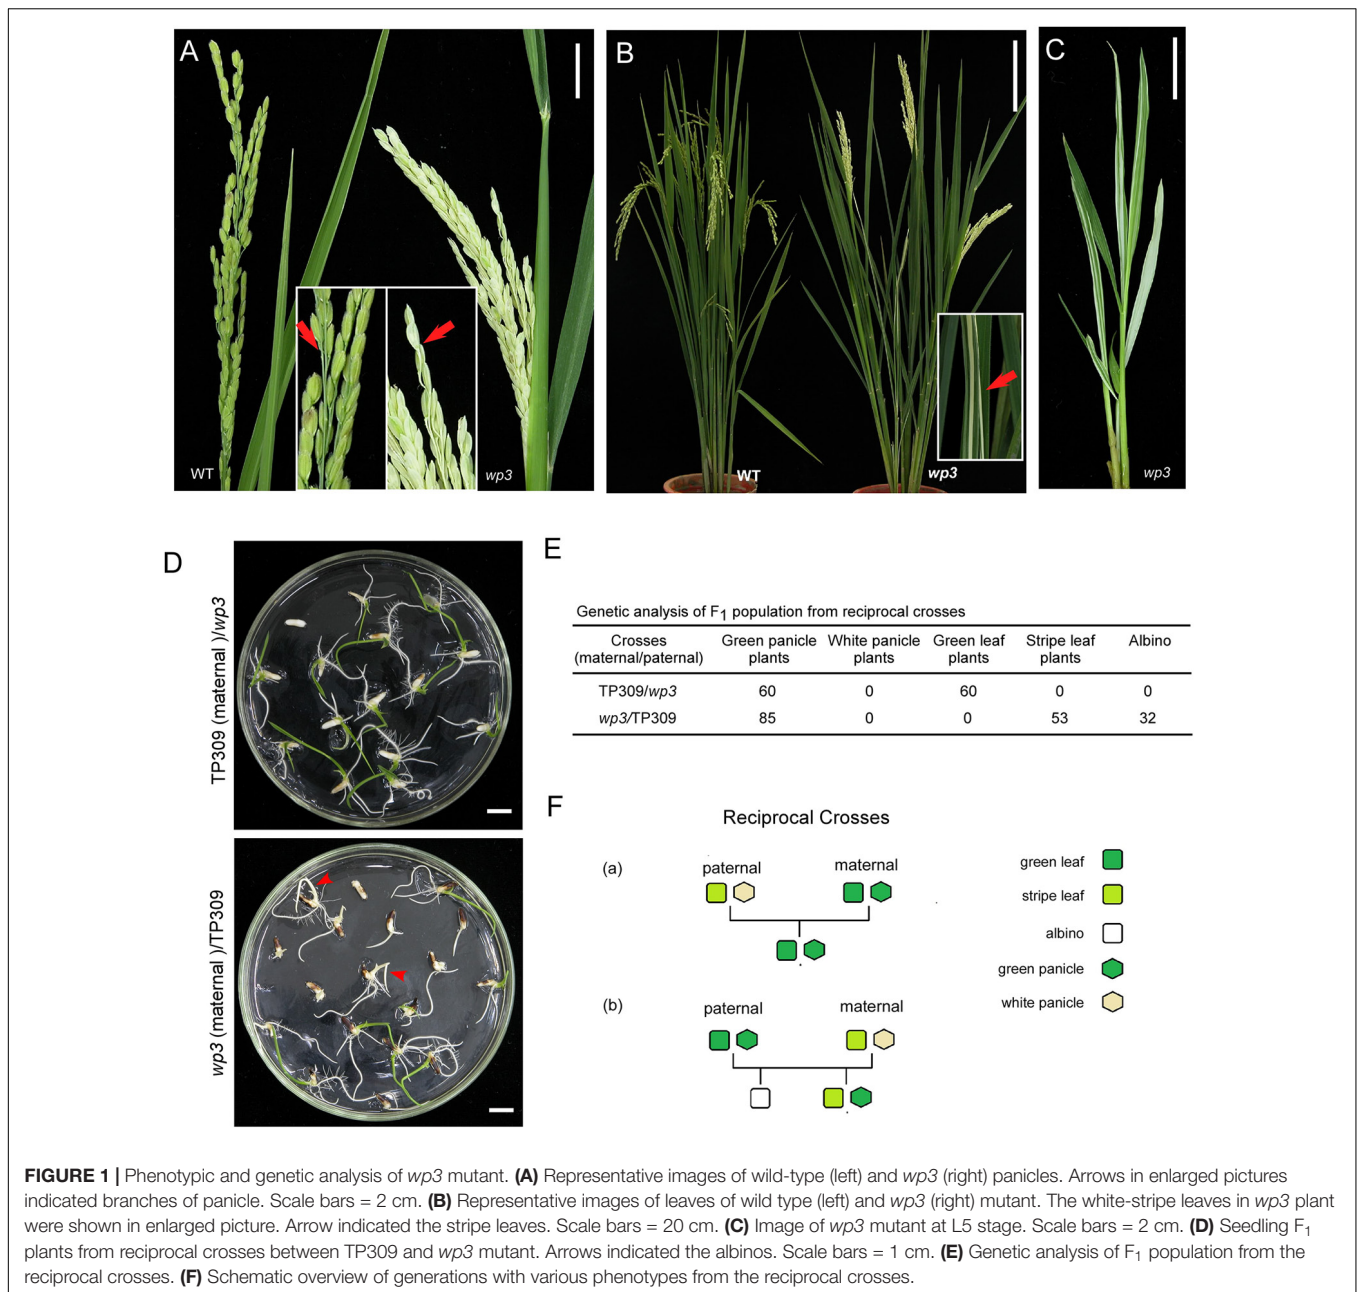 A
WT
wp3
B
WT
wp3
C
wp3
D
TP309 (maternal )/wp3
wp3 (maternal )/TP309
E
Genetic analysis of F1 population from reciprocal crosses
Crosses (maternal/paternal) Green panicle plants White panicle plants Green leaf plants Stripe leaf plants Albino
TP309/wp3 60 0 60 0 0
wp3/TP309 85 0 0 53 32
F
Reciprocal Crosses
(a)
paternal maternal
(b)
paternal maternal
green leaf
stripe leaf
albino
green panicle
white panicle
FIGURE 1 | Phenotypic and genetic analysis of wp3 mutant. (A) Representative images of wild-type (left) and wp3 (right) panicles. Arrows in enlarged pictures
indicated branches of panicle. Scale bars = 2 cm. (B) Representative images of leaves of wild type (left) and wp3 (right) mutant. The white-stripe leaves in wp3 plant
were shown in enlarged picture. Arrow indicated the stripe leaves. Scale bars = 20 cm. (C) Image of wp3 mutant at L5 stage. Scale bars = 2 cm. (D) Seedling F1
plants from reciprocal crosses between TP309 and wp3 mutant. Arrows indicated the albinos. Scale bars = 1 cm. (E) Genetic analysis of F1 population from the
reciprocal crosses. (F) Schematic overview of generations with various phenotypes from the reciprocal crosses.